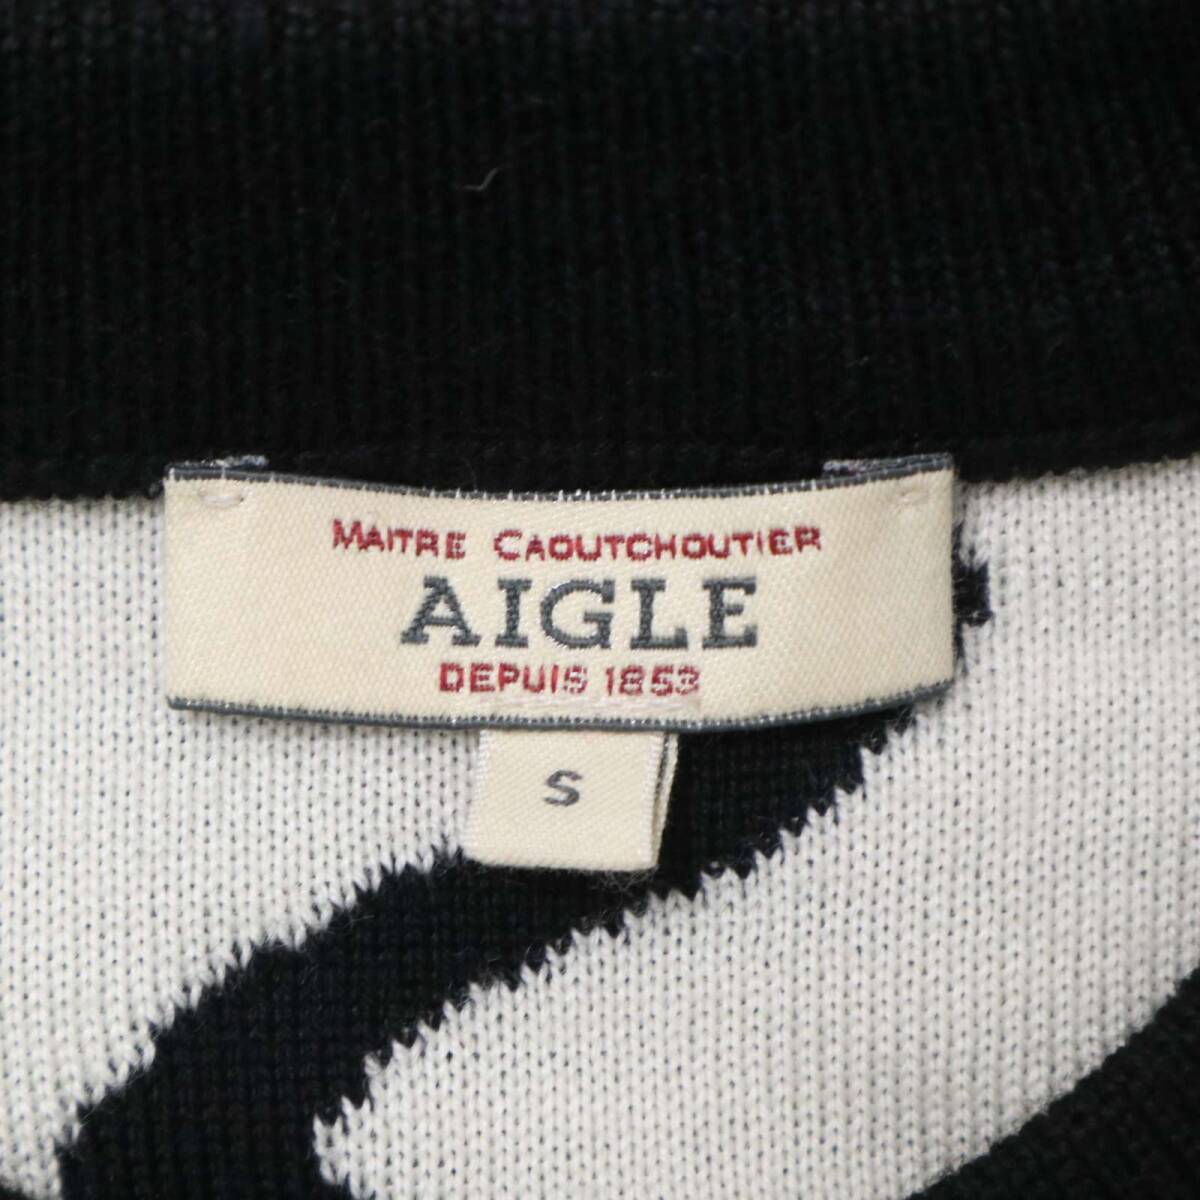 MAITRE CAOUTCHOUTIER
AIGLE
DEPUIS 1853
S